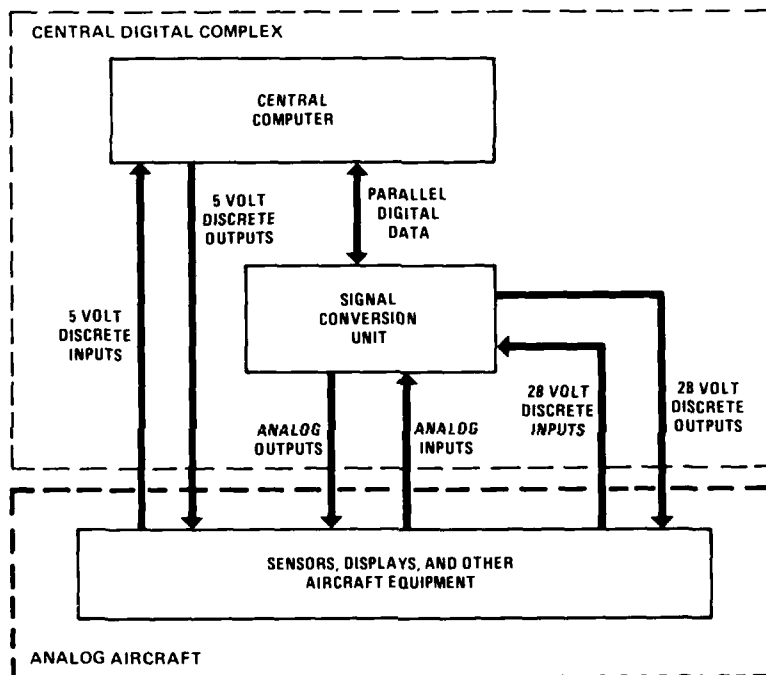 CENTRAL DIGITAL COMPLEX
CENTRAL
COMPUTER
5 VOLT
DISCRETE
OUTPUTS
PARALLEL
DIGITAL
DATA
5 VOLT
DISCRETE
INPUTS
SIGNAL
CONVERSION
UNIT
ANALOG
OUTPUTS
ANALOG
INPUTS
28 VOLT
DISCRETE
INPUTS
28 VOLT
DISCRETE
OUTPUTS
SENSORS, DISPLAYS, AND OTHER
AIRCRAFT EQUIPMENT
ANALOG AIRCRAFT